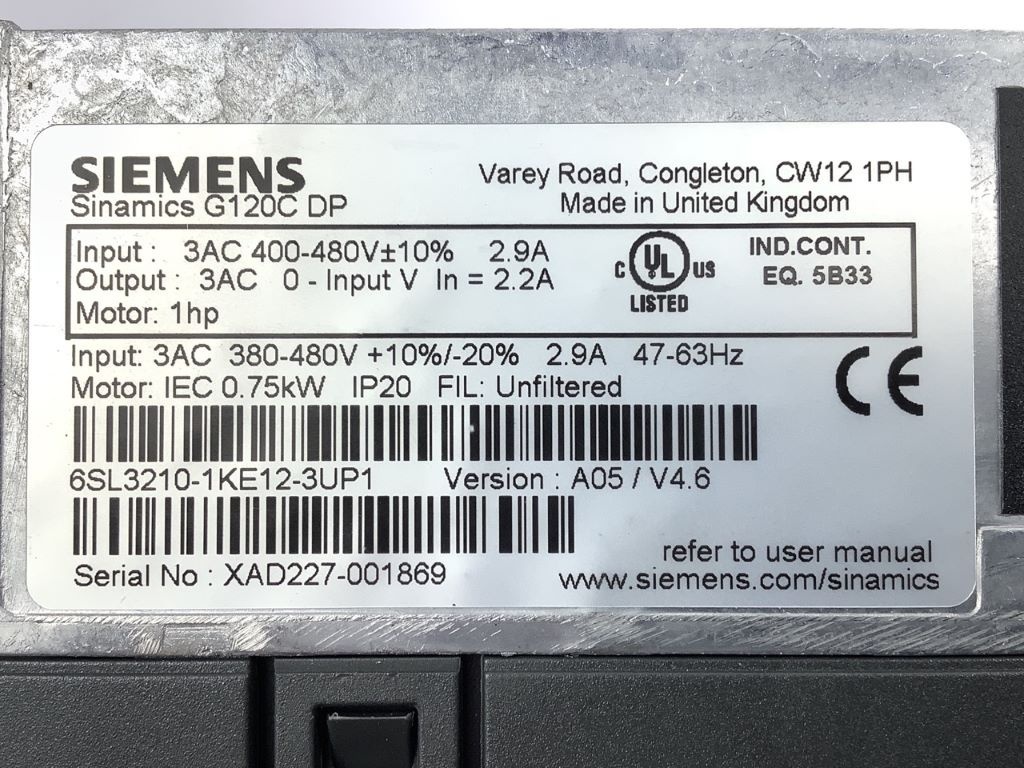 SIEMENS
Sinamics G120C DP
Varey Road, Congleton, CW12 1PH
Made in United Kingdom
Input : 3AC 400-480V±10% 2.9A
Output : 3AC 0 - Input V In = 2.2A
Motor: 1hp
C UL US
LISTED
IND.CONT.
EQ. 5B33
Input: 3AC 380-480V +10%/-20% 2.9A 47-63Hz
Motor: IEC 0.75kW IP20 FIL: Unfiltered
CE
6SL3210-1KE12-3UP1 Version : A05 / V4.6
Serial No : XAD227-001869
refer to user manual
www.siemens.com/sinamics